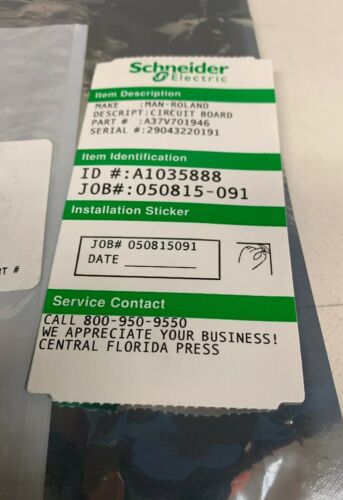 Schneider
Electric
Item Description
MAKE :MAN-ROLAND
DESCRIPT:CIRCUIT BOARD
PART # :A37V701946
SERIAL #:29043220191
Item Identification
ID #:A1035888
JOB#:050815-091
Installation Sticker
JOB# 050815091
DATE
Service Contact
CALL 800-950-9550
WE APPRECIATE YOUR BUSINESS!
CENTRAL FLORIDA PRESS
#